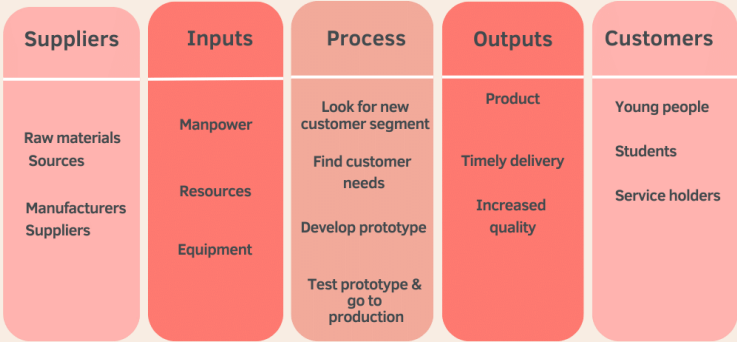 Suppliers
Raw materials
Sources
Manufacturers
Suppliers
Inputs
Manpower
Resources
Equipment
Process
Look for new
customer segment
Find customer
needs
Develop prototype
Test prototype &
go to
production
Outputs
Product
Timely delivery
Increased
quality
Customers
Young people
Students
Service holders